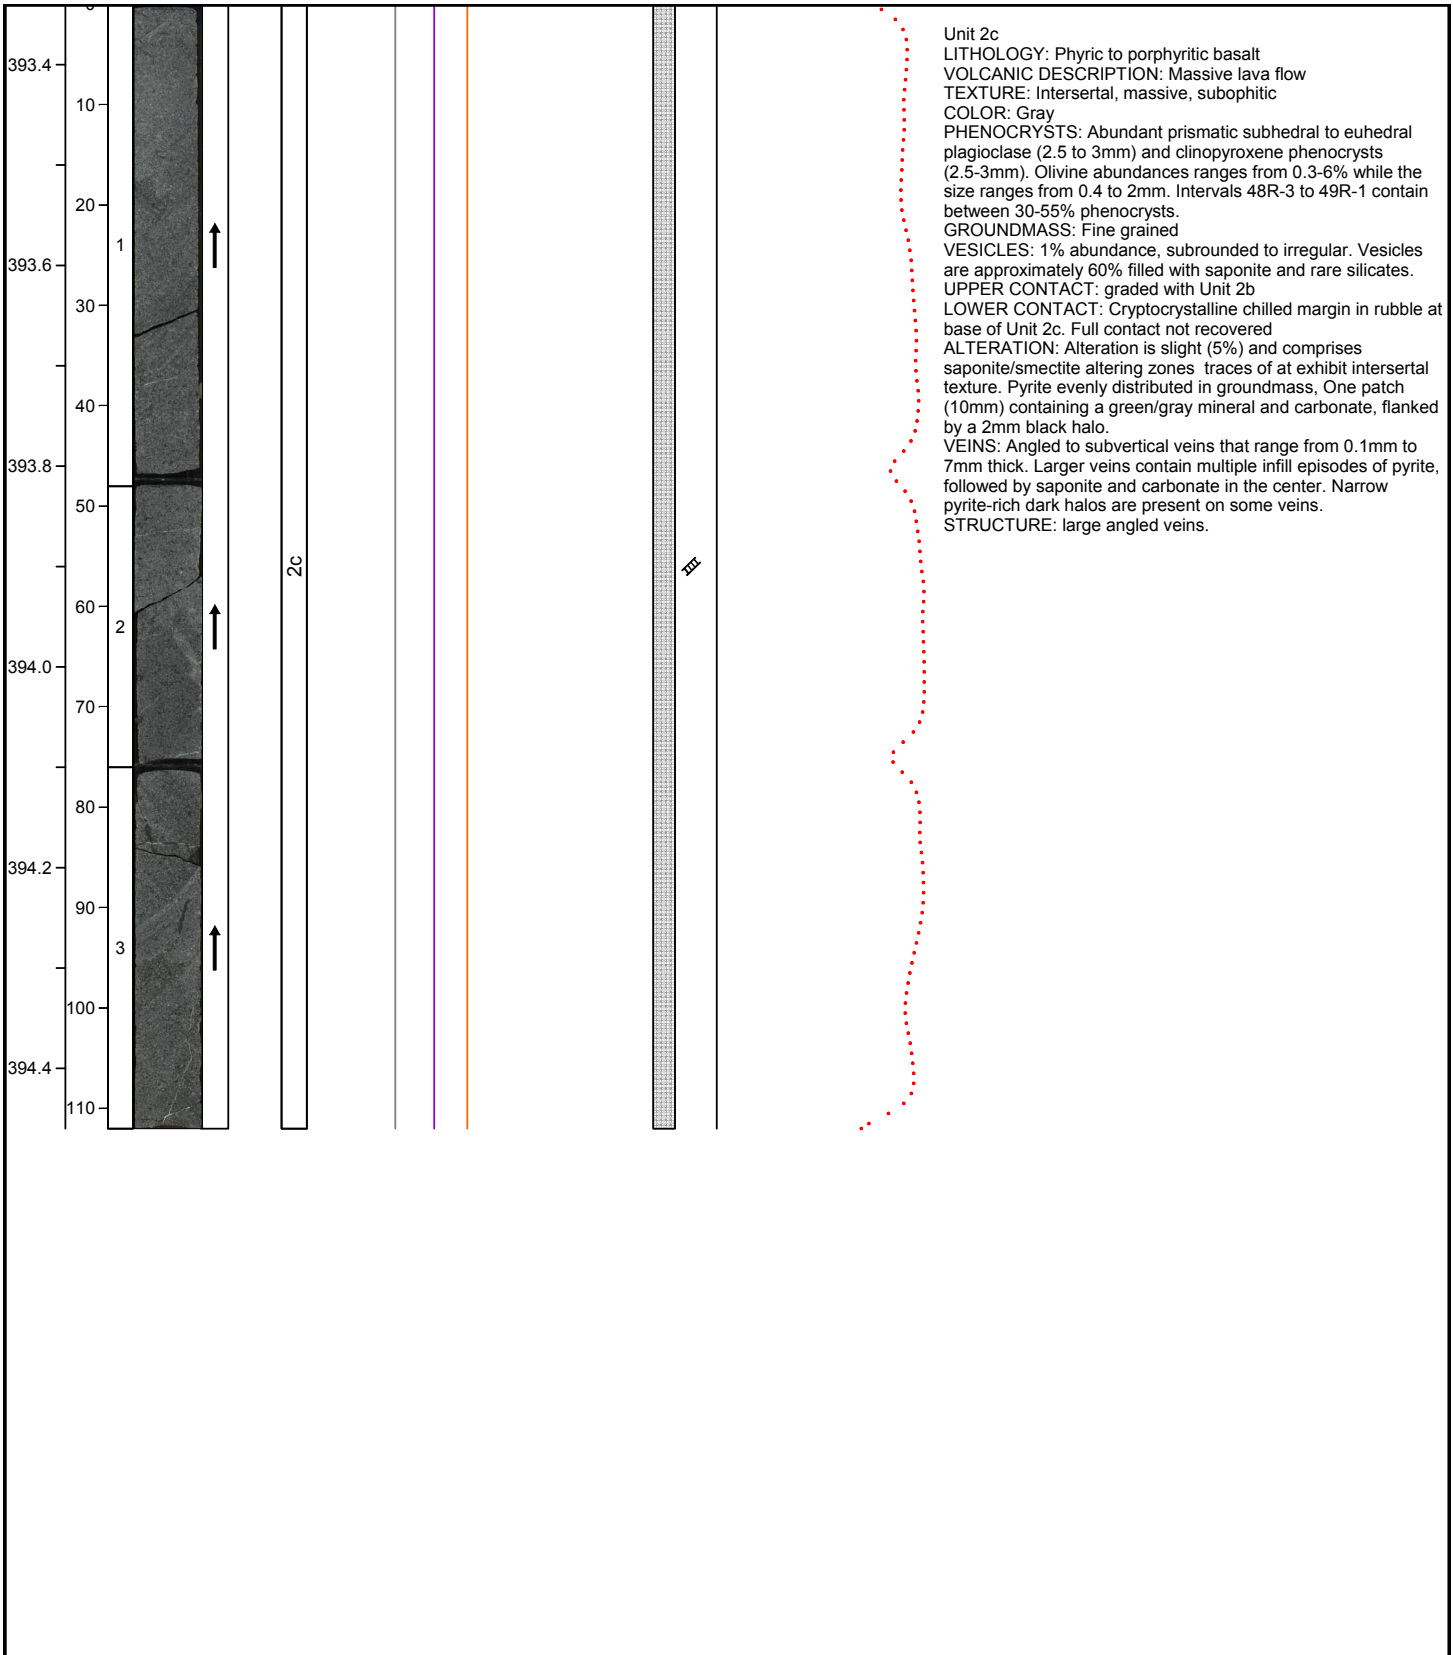 0
393.4
10
20
1
393.6
30
40
393.8
50
2c
60
2
394.0
70
80
394.2
90
3
100
394.4
110
Unit 2c
LITHOLOGY: Phyric to porphyritic basalt
VOLCANIC DESCRIPTION: Massive lava flow
TEXTURE: Intersertal, massive, subophitic
COLOR: Gray
PHENOCRYSTS: Abundant prismatic subhedral to euhedral
plagioclase (2.5 to 3mm) and clinopyroxene phenocrysts
(2.5-3mm). Olivine abundances ranges from 0.3-6% while the
size ranges from 0.4 to 2mm. Intervals 48R-3 to 49R-1 contain
between 30-55% phenocrysts.
GROUNDMASS: Fine grained
VESICLES: 1% abundance, subrounded to irregular. Vesicles
are approximately 60% filled with saponite and rare silicates.
UPPER CONTACT: graded with Unit 2b
LOWER CONTACT: Cryptocrystalline chilled margin in rubble at
base of Unit 2c. Full contact not recovered
ALTERATION: Alteration is slight (5%) and comprises
saponite/smectite altering zones  traces of at exhibit intersertal
texture. Pyrite evenly distributed in groundmass, One patch
(10mm) containing a green/gray mineral and carbonate, flanked
by a 2mm black halo.
VEINS: Angled to subvertical veins that range from 0.1mm to
7mm thick. Larger veins contain multiple infill episodes of pyrite,
followed by saponite and carbonate in the center. Narrow
pyrite-rich dark halos are present on some veins.
STRUCTURE: large angled veins.